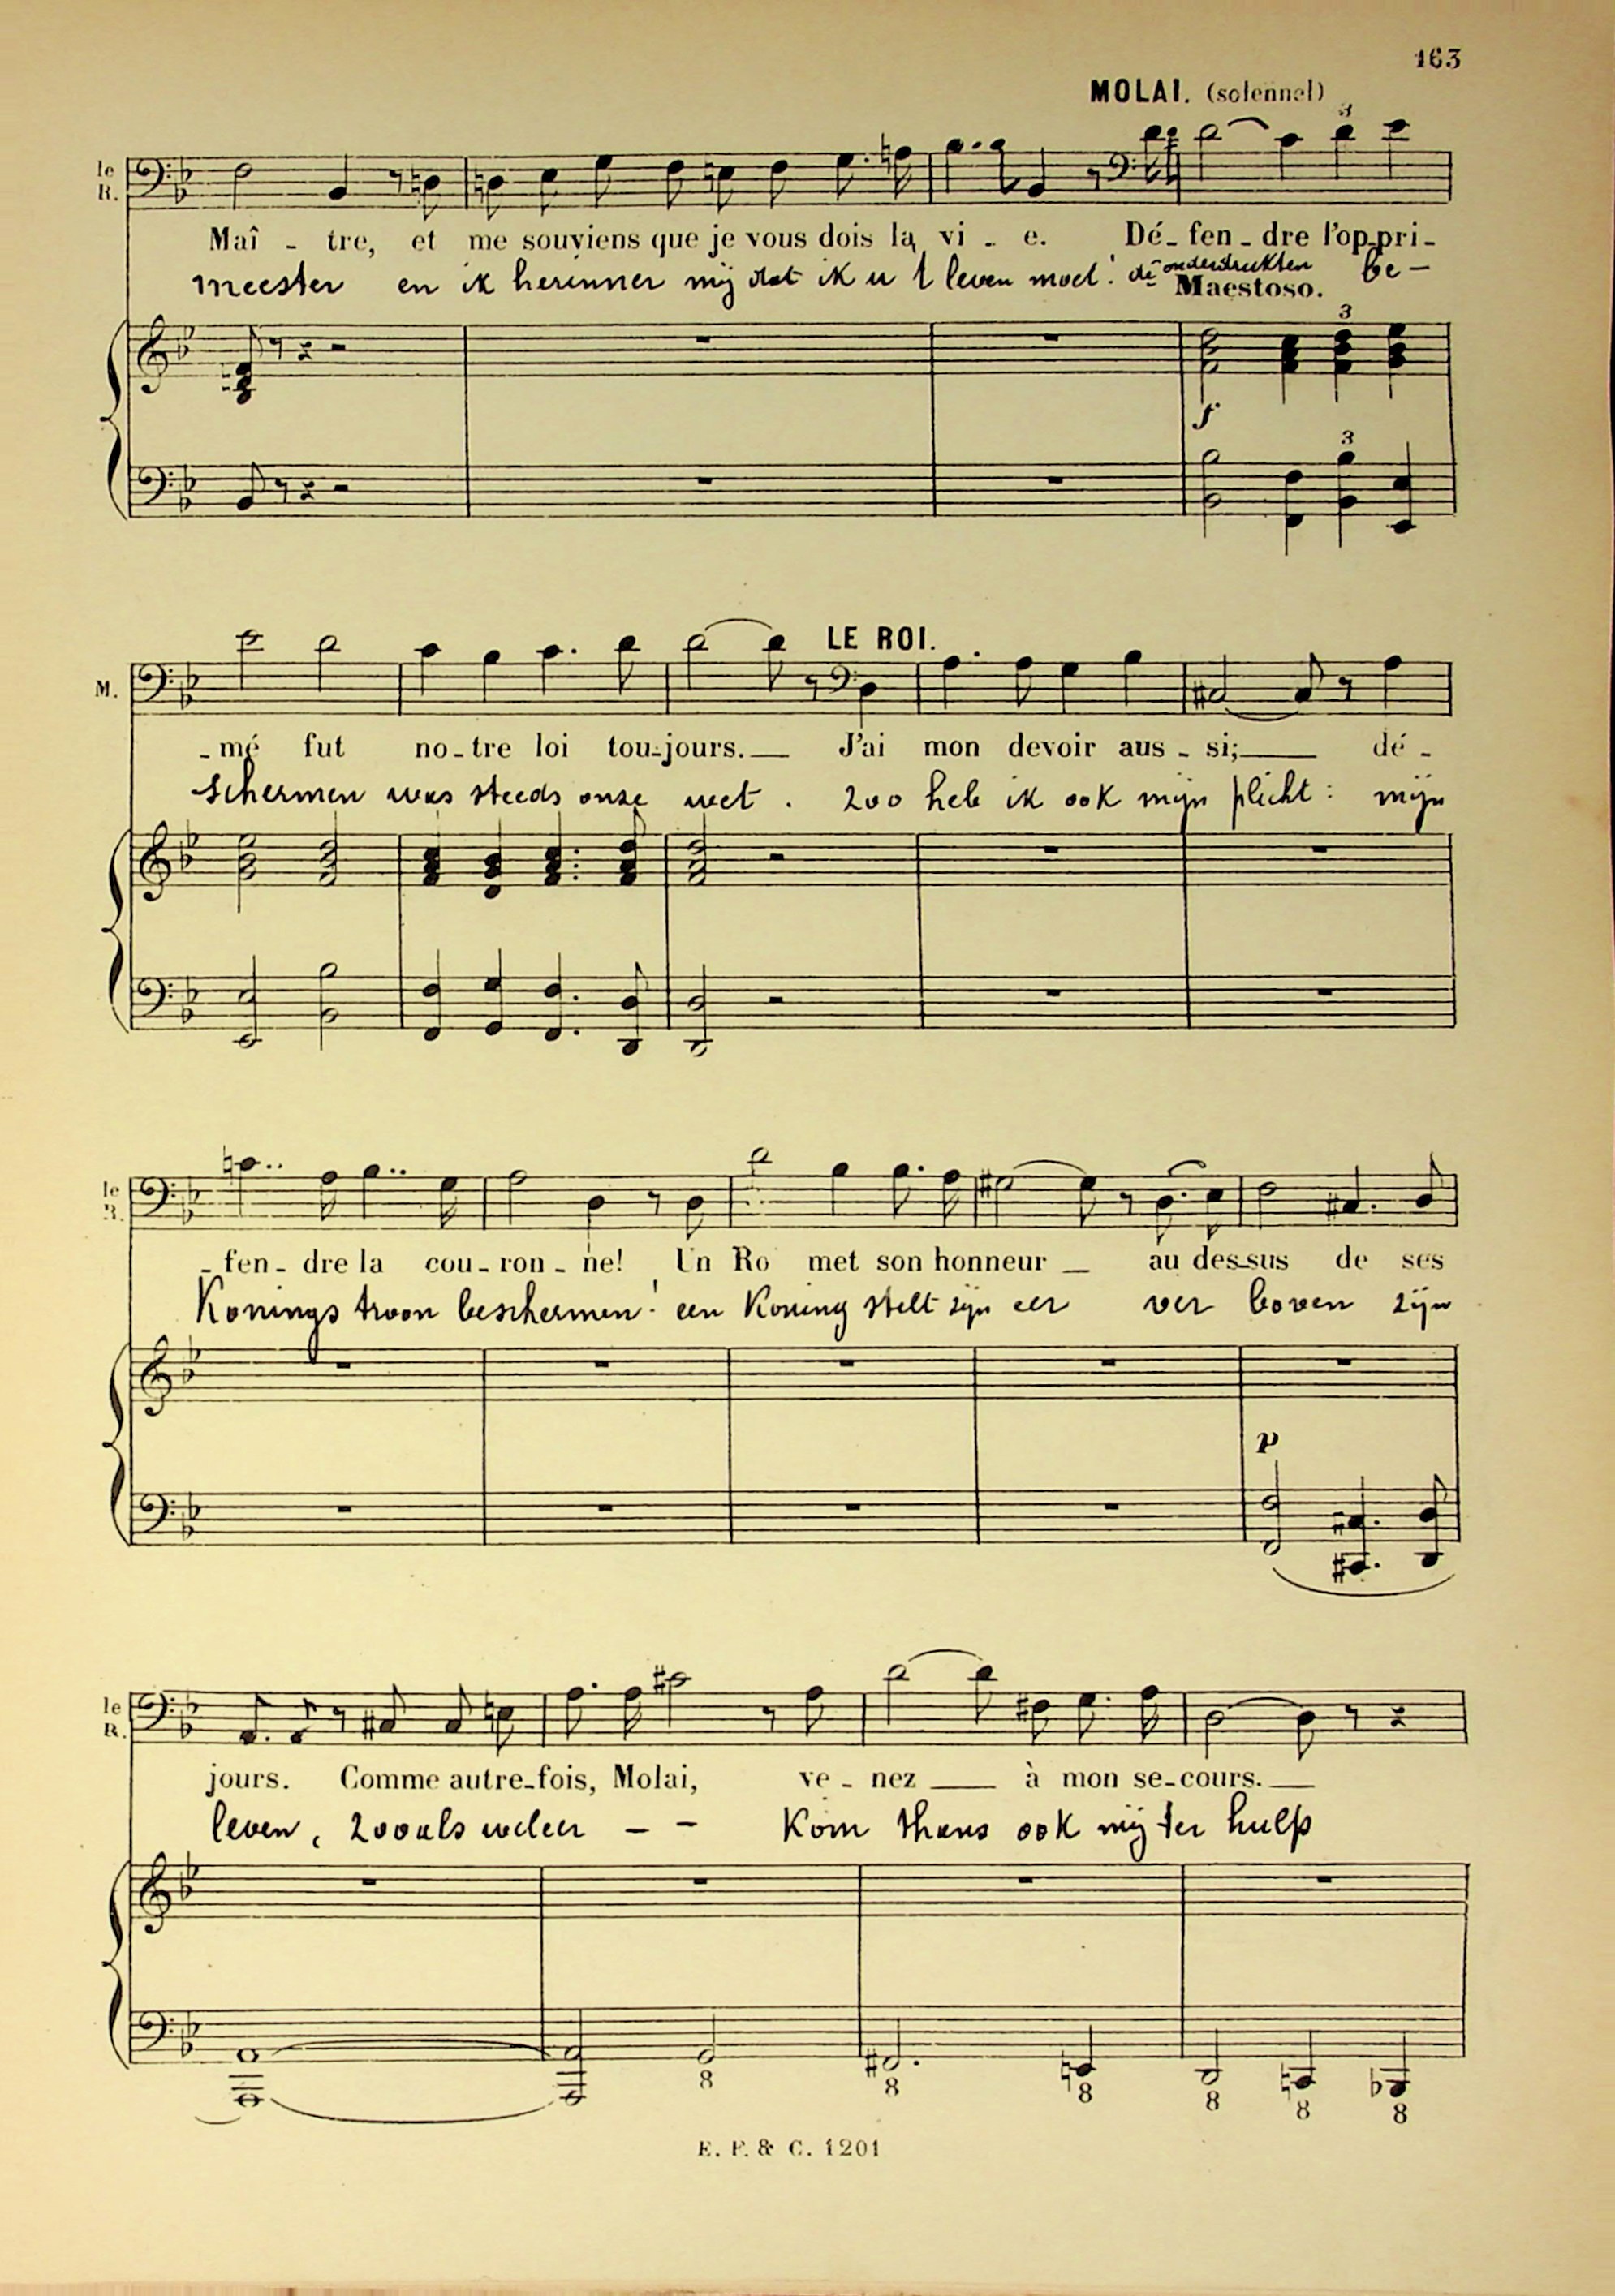 163
MOLAI. (solennel)
le
R.
Maî - tre, et me souviens que je vous dois la vi - e. Dé - fen - dre l'op-pri -
meester en ik herinner mij dat ik u 't leven moet! de onderdrukten be -
Maestoso.
3
3
f
3
LE ROI.
M.
- mé fut no - tre loi tou - jours. J'ai mon devoir aus - si; dé -
schermen was steeds onze wet. Zoo heb ik ook mijn plicht: mijn
le
R.
- fen - dre la cou - ron - ne! Un Ro met son honneur au des-sus de ses
Konings troon beschermen! een Koning stelt zijn eer ver boven zijn
p
le
R.
jours. Comme autre-fois, Molai, ve - nez à mon se-cours.
leven, zooals weleer - - Kom thans ook mij ter hulp
8 8 8 8 8 8
E. F. & C. 1201